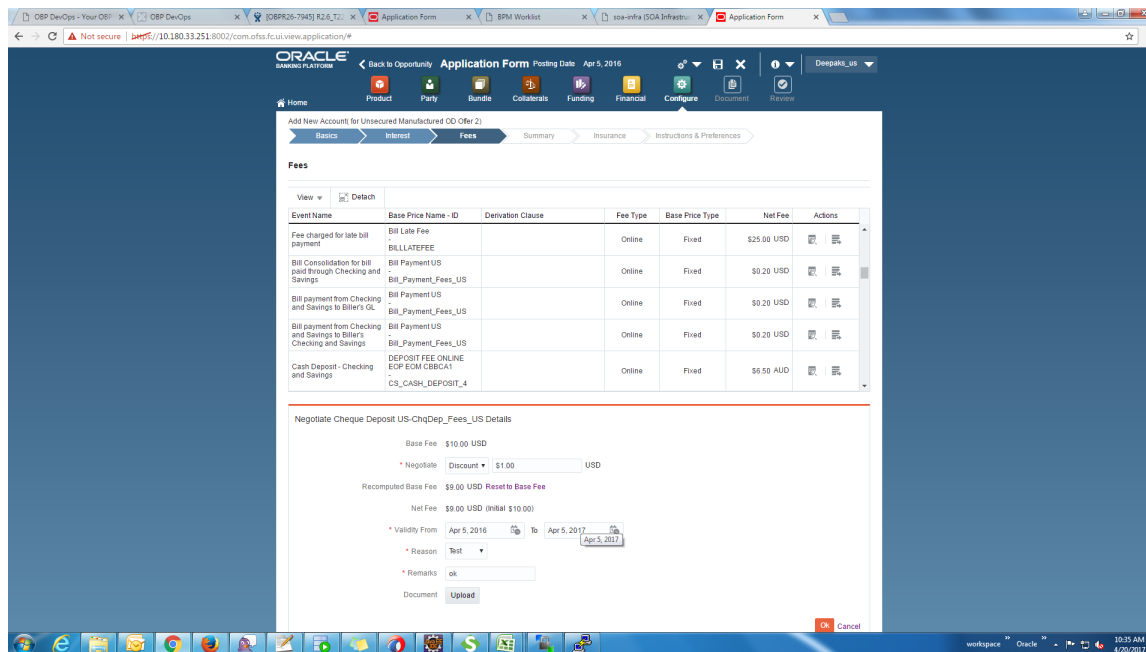 OBP DevOps - Your OBP
OBP DevOps
[OBPR26-7945] R2.6_T2.
Application Form
BPM Worklist
soa-infra (SOA Infrastruc
Application Form
Not secure | https://10.180.33.251:8002/com.ofss.fc.ui.view.application/#
ORACLE
BANKING PLATFORM
Back to Opportunity Application Form Posting Date Apr 5, 2016
Deepaks_us
Home
Product Party Bundle Collaterals Funding Financial Configure Document Review
Add New Account( for Unsecured Manufactured OD Offer 2)
Basics Interest Fees Summary Insurance Instructions & Preferences
Fees
View Detach
Event Name Base Price Name - ID Derivation Clause Fee Type Base Price Type Net Fee Actions
Fee charged for late bill
payment
Bill Late Fee
-
BILLLATEFEE
Online Fixed $25.00 USD
Bill Consolidation for bill
paid through Checking and
Savings
Bill Payment US
-
Bill_Payment_Fees_US
Online Fixed $0.20 USD
Bill payment from Checking
and Savings to Biller's GL
Bill Payment US
-
Bill_Payment_Fees_US
Online Fixed $0.20 USD
Bill payment from Checking
and Savings to Biller's
Checking and Savings
Bill Payment US
-
Bill_Payment_Fees_US
Online Fixed $0.20 USD
Cash Deposit - Checking
and Savings
DEPOSIT FEE ONLINE
EOP EOM CBBCA1
-
CS_CASH_DEPOSIT_4
Online Fixed $6.50 AUD
Negotiate Cheque Deposit US-ChqDep_Fees_US Details
Base Fee $10.00 USD
* Negotiate Discount $1.00 USD
Recomputed Base Fee $9.00 USD Reset to Base Fee
Net Fee $9.00 USD (Initial $10.00)
* Validity From Apr 5, 2016 To Apr 5, 2017
Apr 5, 2017
* Reason Test
* Remarks ok
Document Upload
Ok Cancel
workspace Oracle 10:35 AM
4/20/2017